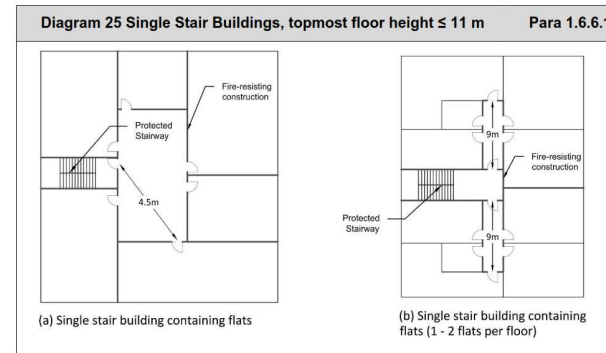 Diagram 25 Single Stair Buildings, topmost floor height ≤ 11 m
Para 1.6.6.1
Fire-resisting
construction
Protected
Stairway
4.5m
(a) Single stair building containing flats
9m
Fire-resisting
construction
Protected
Stairway
9m
(b) Single stair building containing
flats (1 - 2 flats per floor)